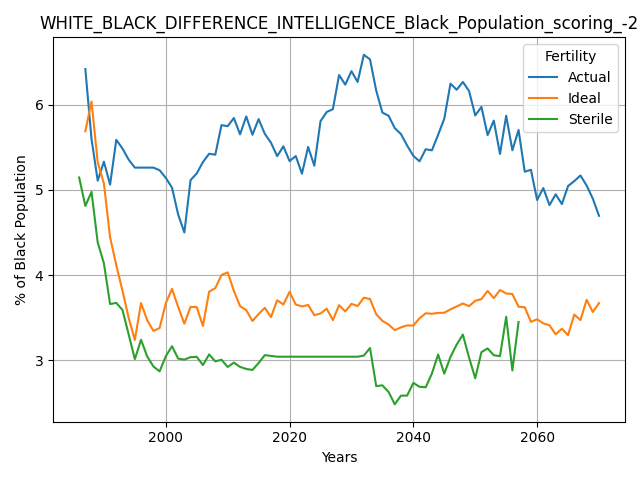 WHITE_BLACK_DIFFERENCE_INTELLIGENCE_Black_Population_scoring_-2
Fertility
Actual
Ideal
Sterile
% of Black Population
6
5
4
3
2000
2020
2040
2060
Years